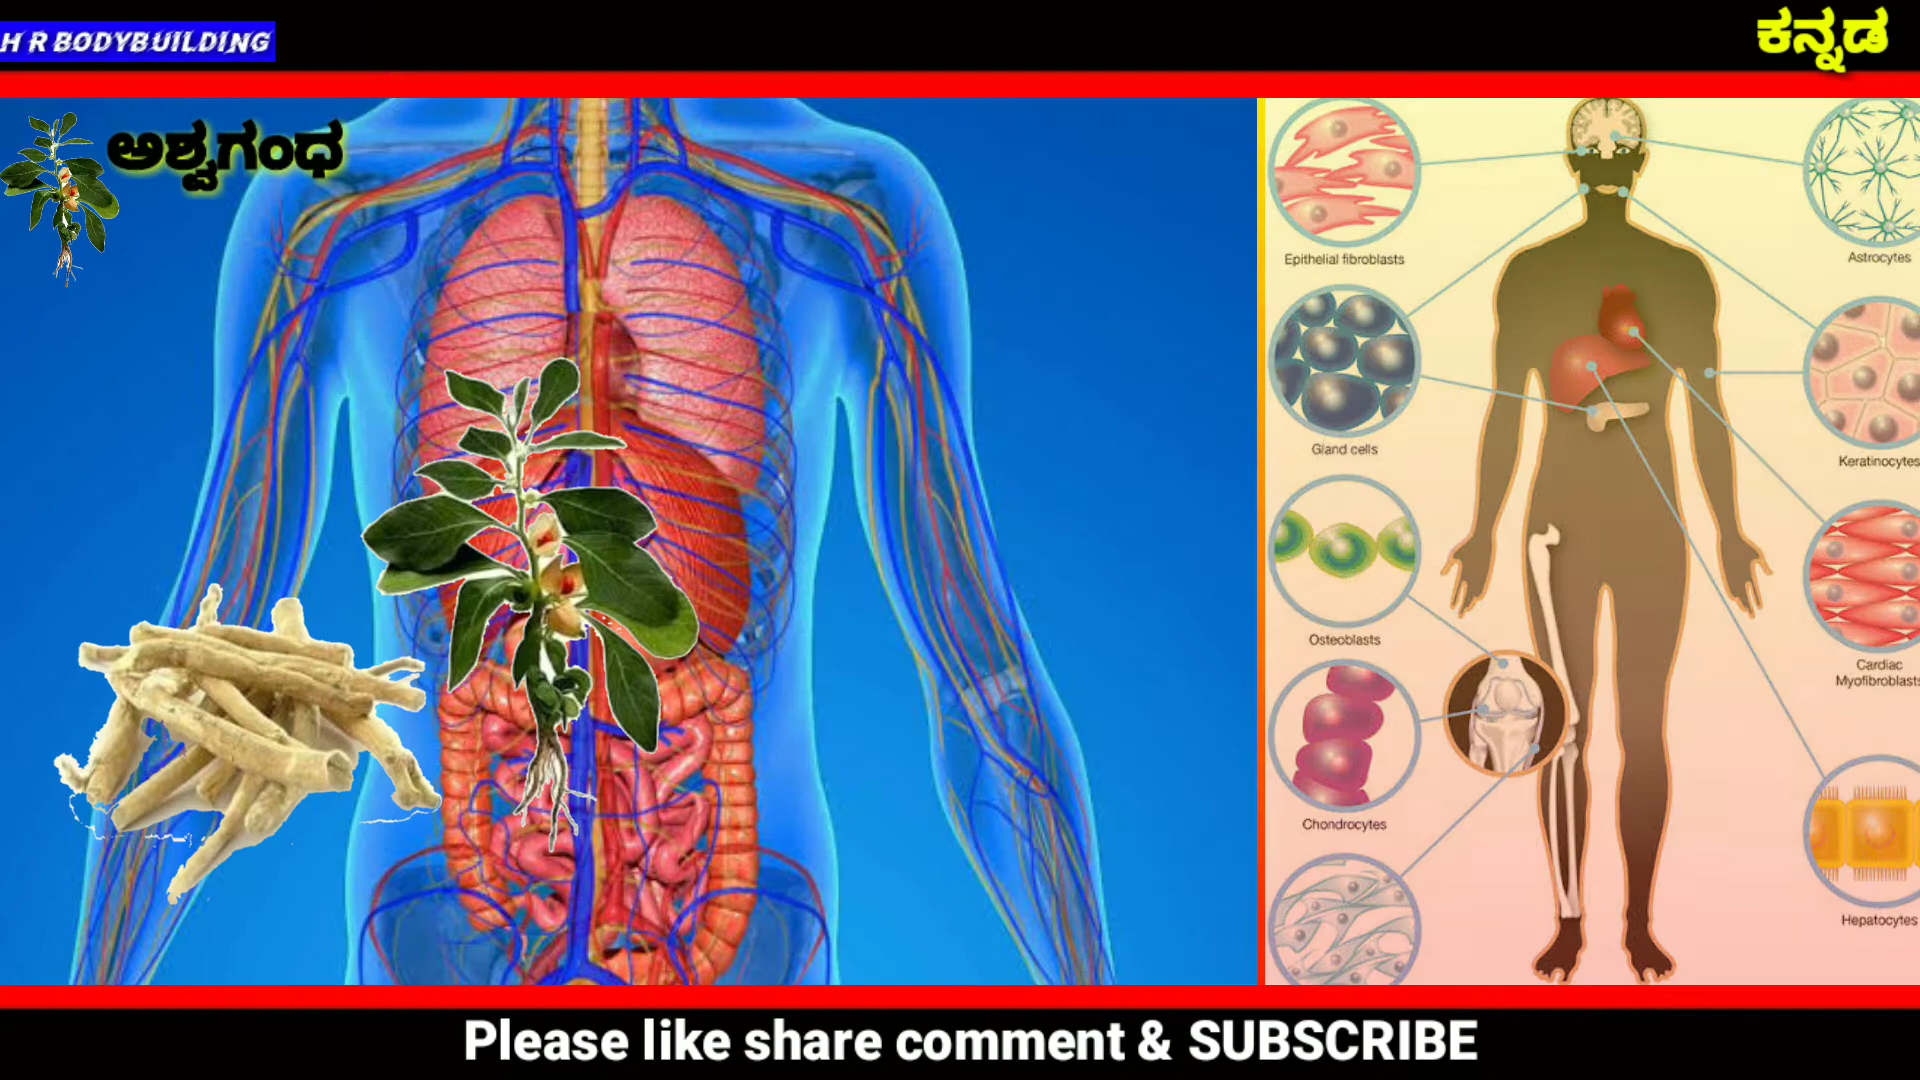 H R BODYBUILDING
ಕನ್ನಡ
ಅಶ್ವಗಂಧ
Epithelial fibroblasts
Astrocytes
Gland cells
Keratinocytes
Osteoblasts
Cardiac
Myofibroblasts
Chondrocytes
Hepatocytes
Please like share comment & SUBSCRIBE